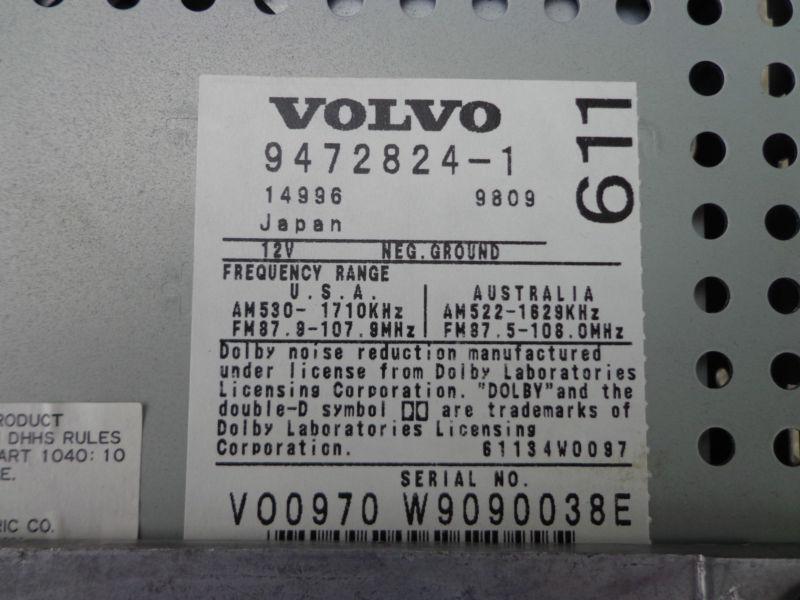 VOLVO
9472824-1
14996 9809
Japan
611
12V NEG.GROUND
FREQUENCY RANGE
U.S.A. AUSTRALIA
AM530- 1710KHz AM522-1629KHz
FM87.9-107.9MHz FM87.5-108.0MHz
Dolby noise reduction manufactured
under license from Dolby Laboratories
Licensing Corporation. "DOLBY"and the
double-D symbol are trademarks of
Dolby Laboratories Licensing
Corporation. 61134W0097
SERIAL NO.
V00970 W9090038E
RODUCT
DHHS RULES
ART 1040:10
E.
RIC CO.